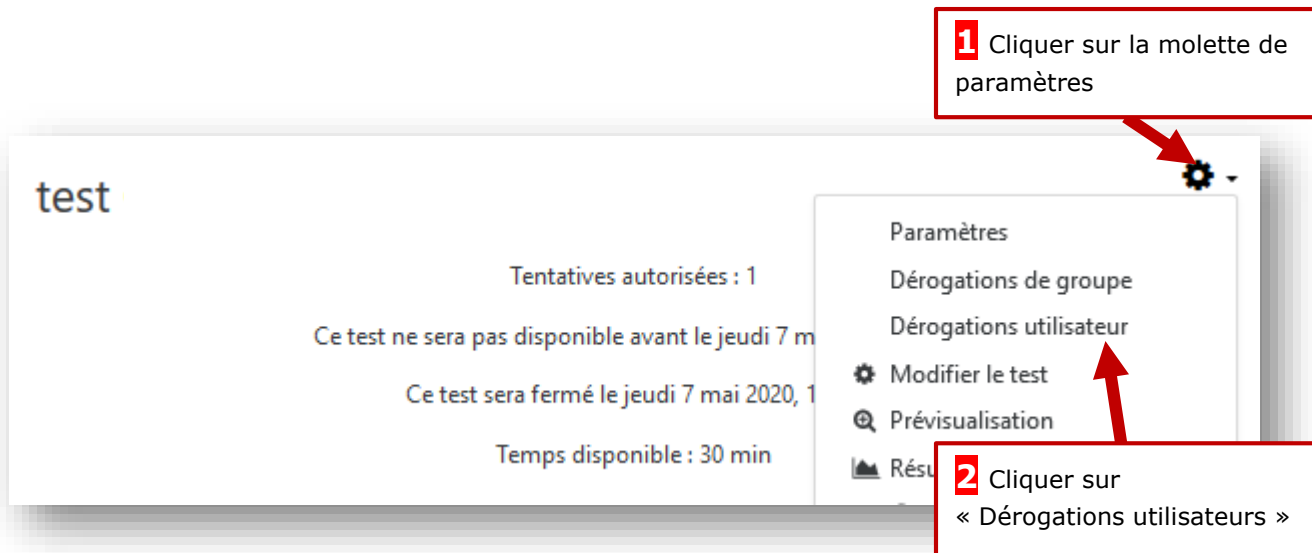 1 Cliquer sur la molette de
paramètres
test
Tentatives autorisées : 1
Ce test ne sera pas disponible avant le jeudi 7 m
Ce test sera fermé le jeudi 7 mai 2020, 1
Temps disponible : 30 min
Paramètres
Dérogations de groupe
Dérogations utilisateur
Modifier le test
Prévisualisation
Résu
2 Cliquer sur
« Dérogations utilisateurs »